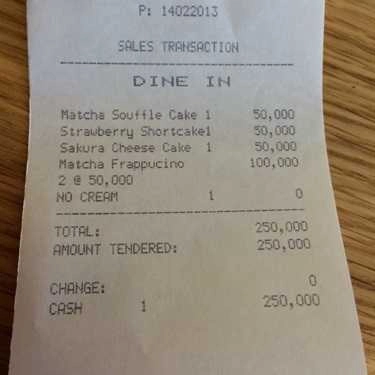 P: 14022013
SALES TRANSACTION
DINE IN
Matcha Souffle Cake 1 50,000
Strawberry Shortcake1 50,000
Sakura Cheese Cake 1 50,000
Matcha Frappucino 100,000
2 @ 50,000
NO CREAM 1 0
TOTAL: 250,000
AMOUNT TENDERED: 250,000
CHANGE: 0
CASH 1 250,000